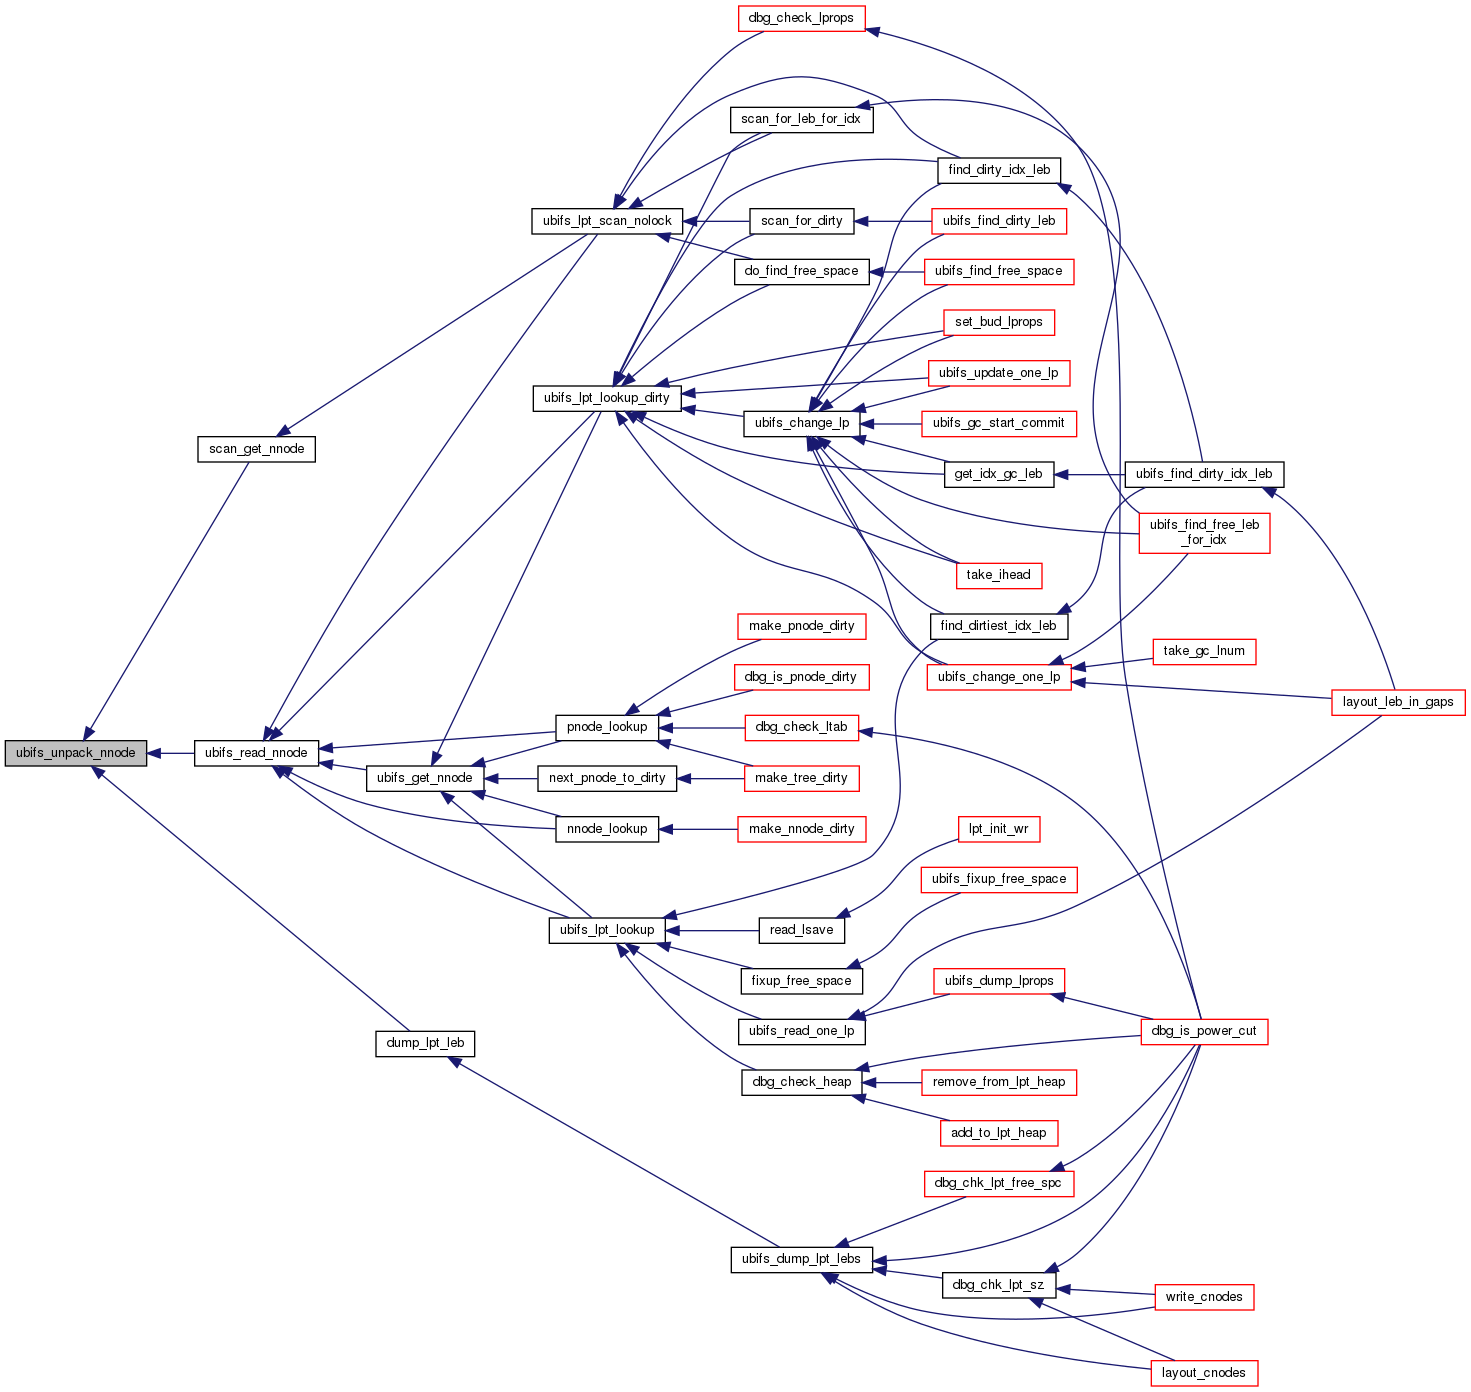 dbg_check_lprops
scan_for_leb_for_idx
find_dirty_idx_leb
ubifs_lpt_scan_nolock
scan_for_dirty
ubifs_find_dirty_leb
do_find_free_space
ubifs_find_free_space
set_bud_lprops
ubifs_update_one_lp
ubifs_lpt_lookup_dirty
ubifs_change_lp
ubifs_gc_start_commit
scan_get_nnode
get_idx_gc_leb
ubifs_find_dirty_idx_leb
ubifs_find_free_leb
_for_idx
take_ihead
make_pnode_dirty
find_dirtiest_idx_leb
take_gc_lnum
dbg_is_pnode_dirty
ubifs_change_one_lp
layout_leb_in_gaps
pnode_lookup
dbg_check_ltab
ubifs_unpack_nnode
ubifs_read_nnode
ubifs_get_nnode
next_pnode_to_dirty
make_tree_dirty
nnode_lookup
make_nnode_dirty
lpt_init_wr
ubifs_fixup_free_space
ubifs_lpt_lookup
read_lsave
fixup_free_space
ubifs_dump_lprops
ubifs_read_one_lp
dbg_is_power_cut
dump_lpt_leb
dbg_check_heap
remove_from_lpt_heap
add_to_lpt_heap
dbg_chk_lpt_free_spc
ubifs_dump_lpt_lebs
dbg_chk_lpt_sz
write_cnodes
layout_cnodes